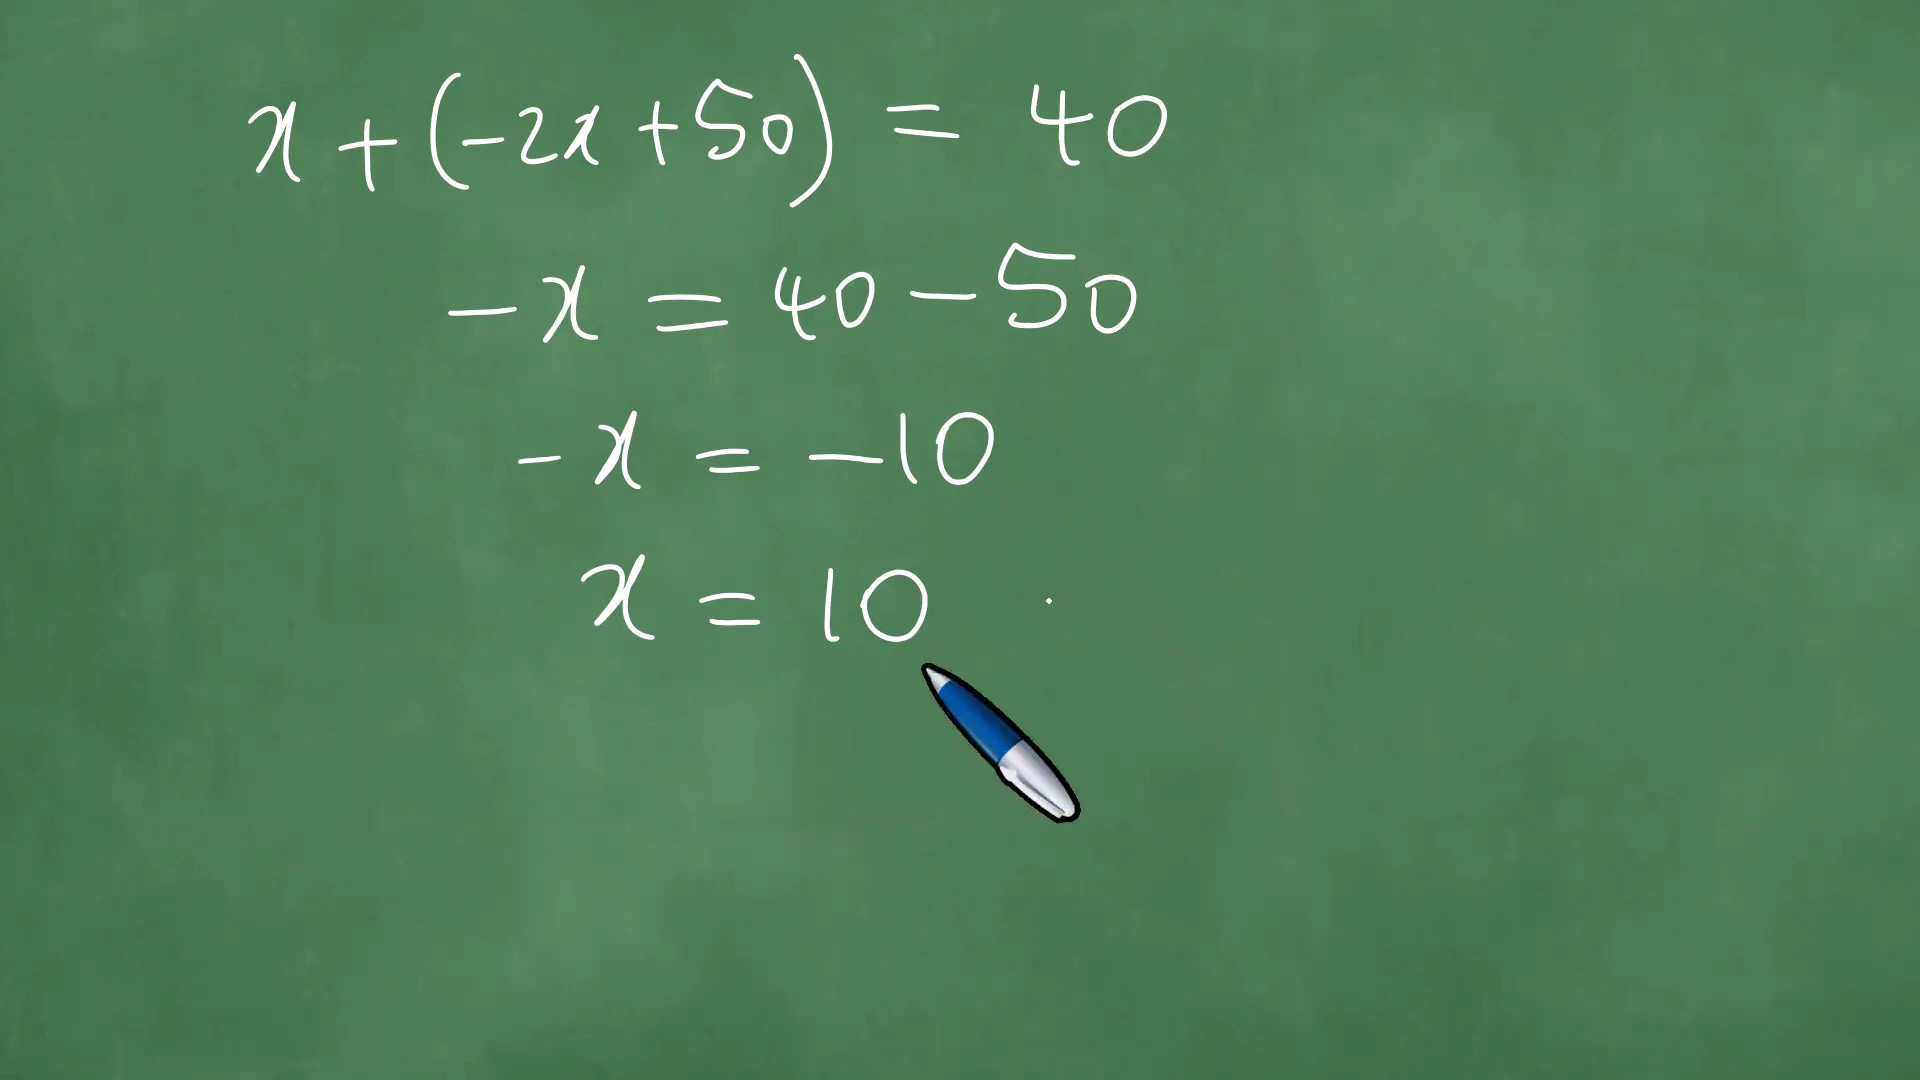 x + (-2x + 50) = 40
-x = 40 - 50
-x = -10
x = 10